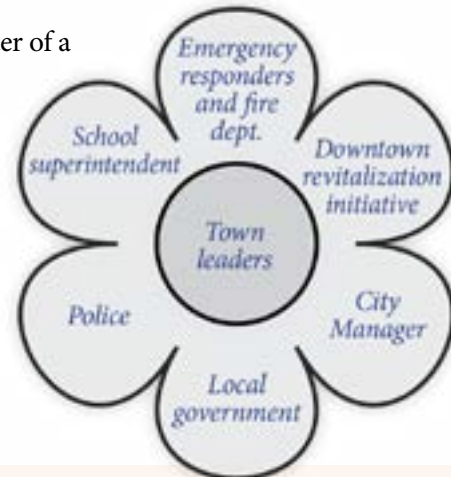 er of a
Emergency
responders
and fire
dept.
School
superintendent
Downtown
revitalization
initiative
Town
leaders
Police
City
Manager
Local
government